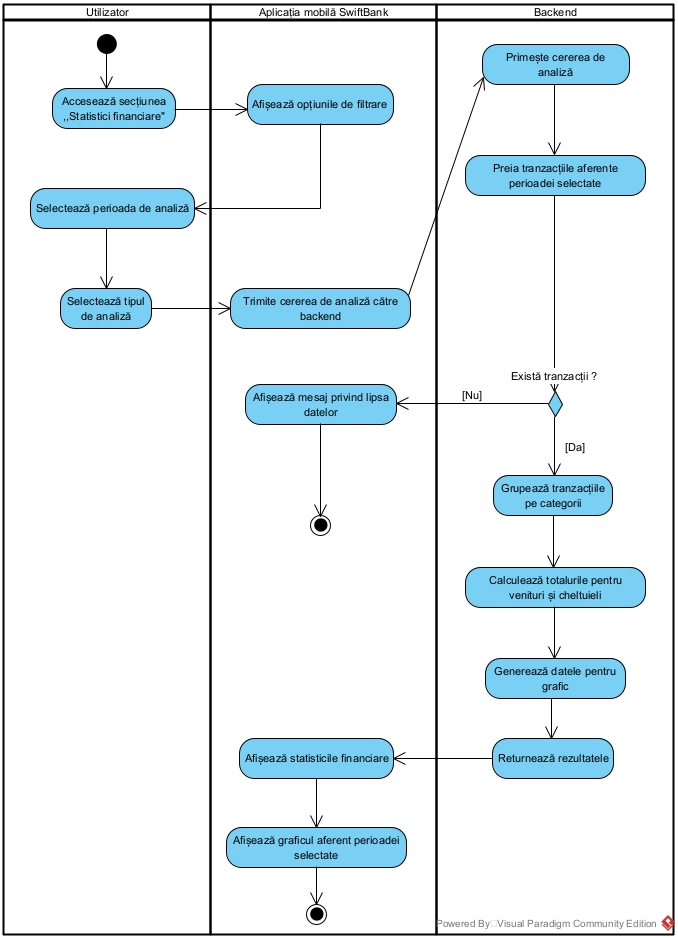 Utilizator
Aplicația mobilă SwiftBank
Backend
Accesează secțiunea
,,Statistici financiare"
Afișează opțiunile de filtrare
Primește cererea de
analiză
Preia tranzacțiile aferente
perioadei selectate
Selectează perioada de analiză
Selectează tipul
de analiză
Trimite cererea de analiză către
backend
Există tranzacții ?
[Nu]
Afișează mesaj privind lipsa
datelor
[Da]
Grupează tranzacțiile
pe categorii
Calculează totalurile pentru
venituri și cheltuieli
Generează datele pentru
grafic
Returnează rezultatele
Afișează statisticile financiare
Afișează graficul aferent perioadei
selectate
Powered By Visual Paradigm Community Edition